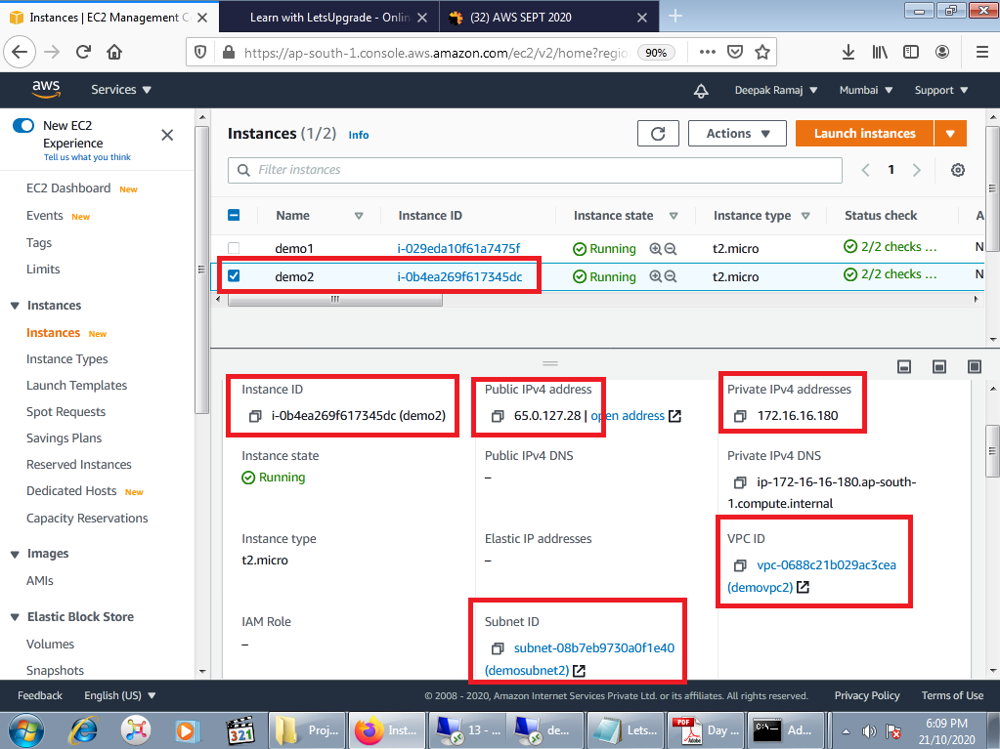 Instances | EC2 Management C
Learn with LetsUpgrade - Onlin
(32) AWS SEPT 2020
https://ap-south-1.console.aws.amazon.com/ec2/v2/home?regio
90%
aws
Services
Deepak Ramaj
Mumbai
Support
New EC2
Experience
Tell us what you think
EC2 Dashboard New
Events New
Tags
Limits
Instances
Instances New
Instance Types
Launch Templates
Spot Requests
Savings Plans
Reserved Instances
Dedicated Hosts New
Capacity Reservations
Images
AMIs
Elastic Block Store
Volumes
Snapshots
Instances (1/2) Info
Actions
Launch instances
Filter instances
1
Name Instance ID Instance state Instance type Status check A
demo1 i-029eda10f61a7475f Running t2.micro 2/2 checks ... N
demo2 i-0b4ea269f617345dc Running t2.micro 2/2 checks ... N
Instance ID
i-0b4ea269f617345dc (demo2)
Public IPv4 address
65.0.127.28 | open address
Private IPv4 addresses
172.16.16.180
Instance state
Running
Public IPv4 DNS
–
Private IPv4 DNS
ip-172-16-16-180.ap-south-
1.compute.internal
Instance type
t2.micro
Elastic IP addresses
–
VPC ID
vpc-0688c21b029ac3cea
(demovpc2)
IAM Role
–
Subnet ID
subnet-08b7eb9730a0f1e40
(demosubnet2)
Feedback
English (US)
© 2008 - 2020, Amazon Internet Services Private Ltd. or its affiliates. All rights reserved.
Privacy Policy
Terms of Use
321
Proj...
Inst...
13 - ...
de...
Lets...
PDF
Adobe
Day ...
C:\
Ad...
6:09 PM
21/10/2020